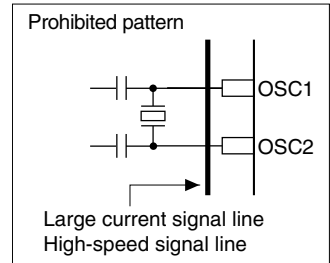 Prohibited pattern
OSC1
OSC2
Large current signal line
High-speed signal line